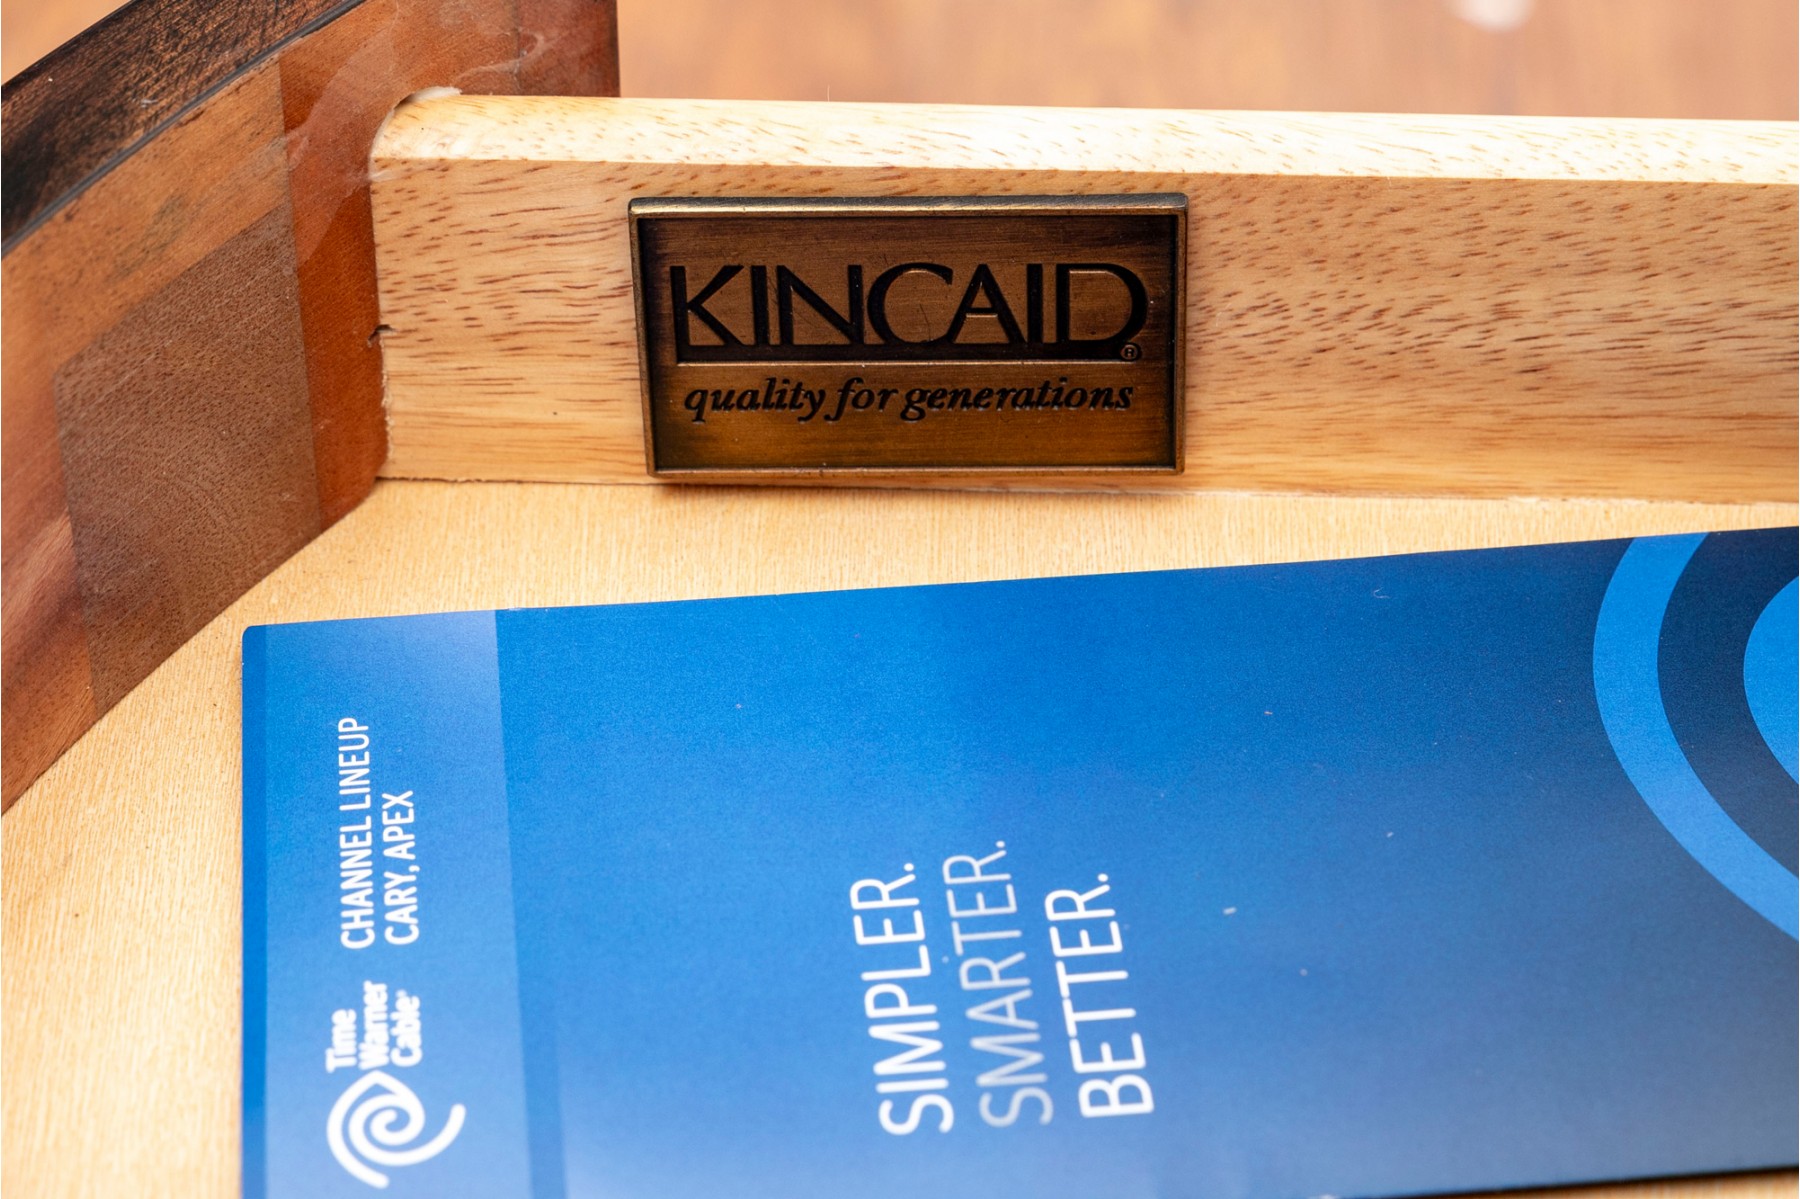 KINCAID®
quality for generations
Time
Warner
Cable®
CHANNEL LINEUP
CARY, APEX
SIMPLER.
SMARTER.
BETTER.